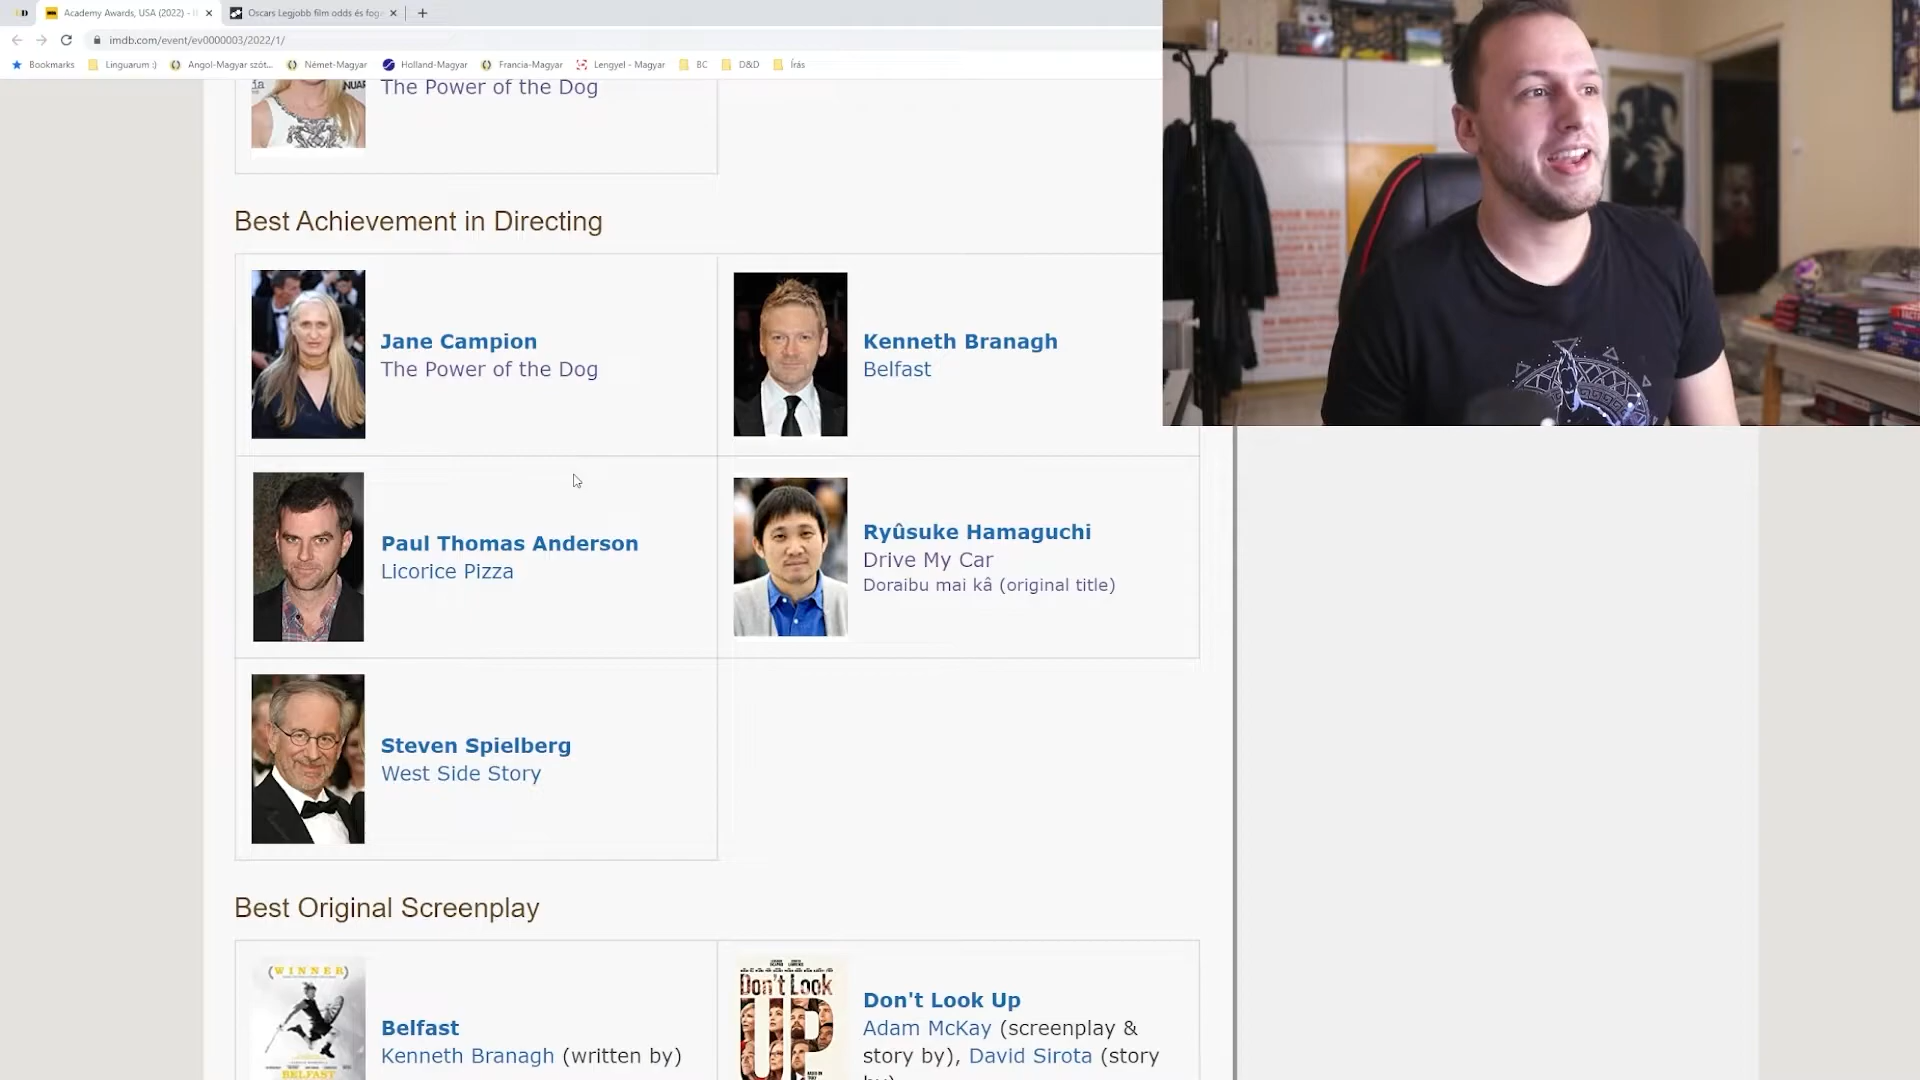 Academy Awards, USA (2022) -
Oscars Legjobb film odds és fog
imdb.com/event/ev0000003/2022/1/
Bookmarks
Linguarum :)
Angol-Magyar szót...
Német-Magyar
Holland-Magyar
Francia-Magyar
Lengyel - Magyar
BC
D&D
Írás
The Power of the Dog
Best Achievement in Directing
Jane Campion
The Power of the Dog
Kenneth Branagh
Belfast
Paul Thomas Anderson
Licorice Pizza
Ryûsuke Hamaguchi
Drive My Car
Doraibu mai kâ (original title)
Steven Spielberg
West Side Story
Best Original Screenplay
(WINNER)
BELFAST
Belfast
Kenneth Branagh (written by)
Don't Look
UP
Don't Look Up
Adam McKay (screenplay &
story by), David Sirota (story